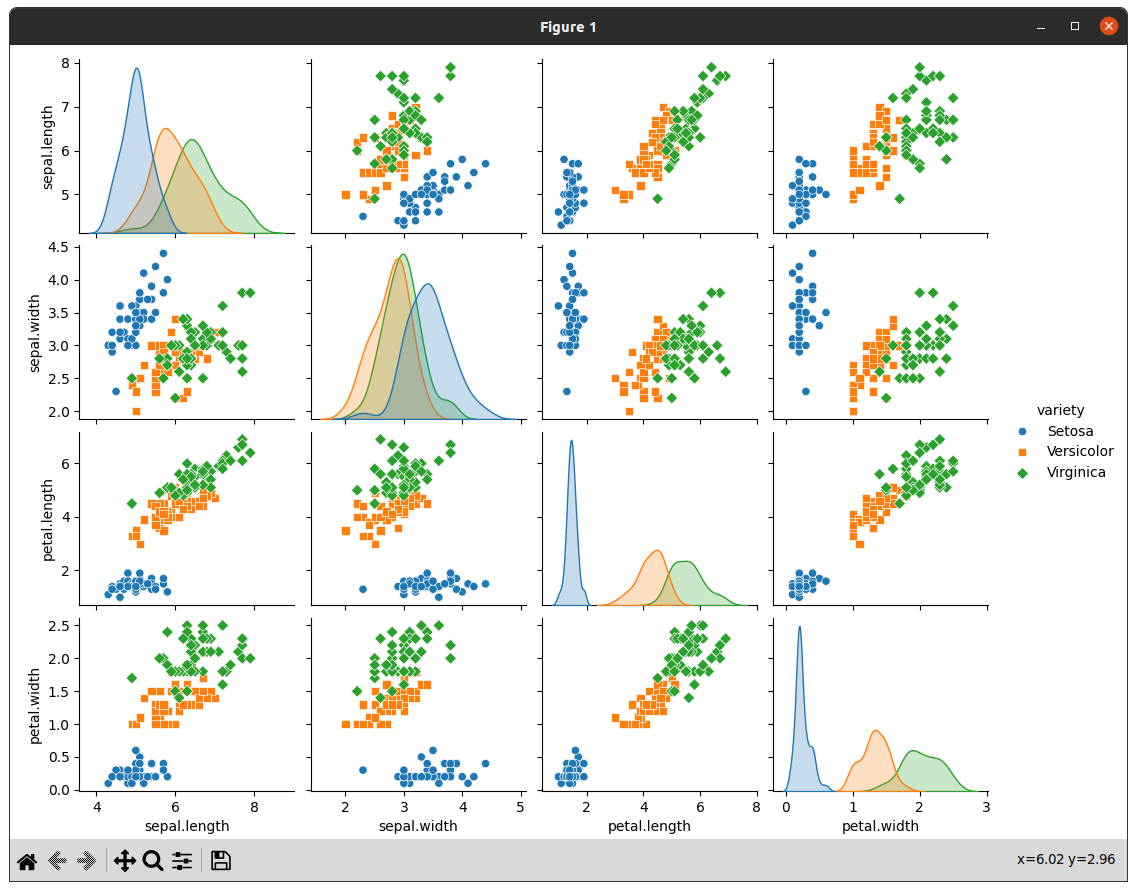 Figure 1
8
7
6
5
sepal.length
4.5
4.0
3.5
3.0
2.5
2.0
sepal.width
6
4
2
petal.length
2.5
2.0
1.5
1.0
0.5
0.0
petal.width
4 6 8
sepal.length
2 3 4 5
sepal.width
2 4 6 8
petal.length
0 1 2 3
petal.width
variety
Setosa
Versicolor
Virginica
x=6.02 y=2.96